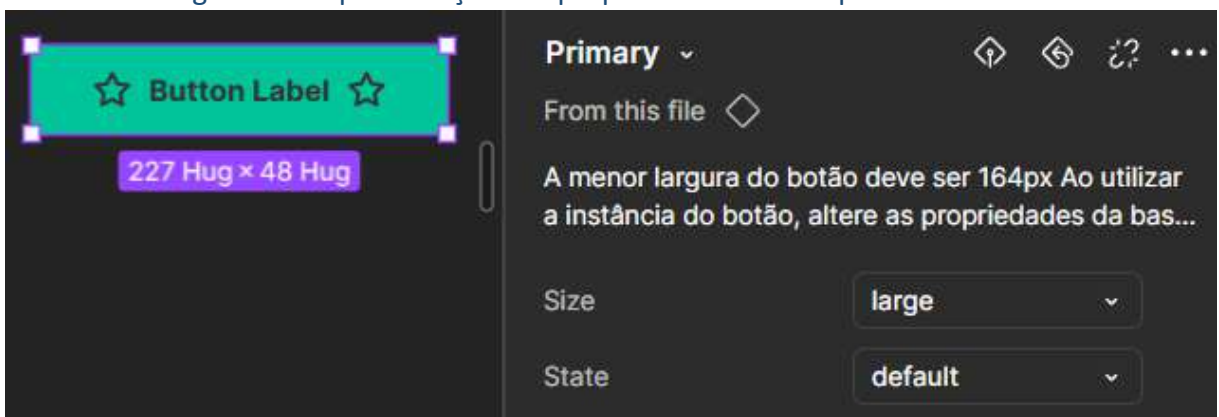 Button Label
227 Hug × 48 Hug
Primary
From this file
A menor largura do botão deve ser 164px Ao utilizar
a instância do botão, altere as propriedades da bas...
Size large
State default